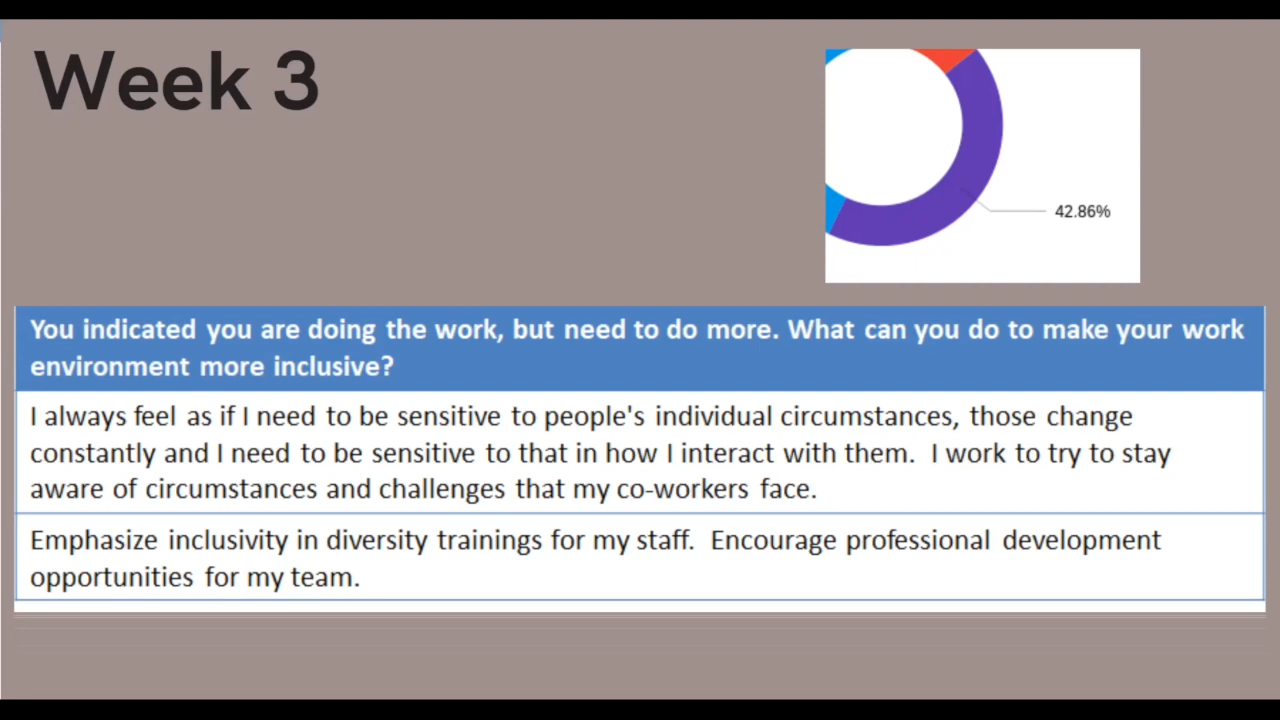 Week 3
42.86%
You indicated you are doing the work, but need to do more. What can you do to make your work
environment more inclusive?
I always feel as if I need to be sensitive to people's individual circumstances, those change
constantly and I need to be sensitive to that in how I interact with them.  I work to try to stay
aware of circumstances and challenges that my co-workers face.
Emphasize inclusivity in diversity trainings for my staff.  Encourage professional development
opportunities for my team.